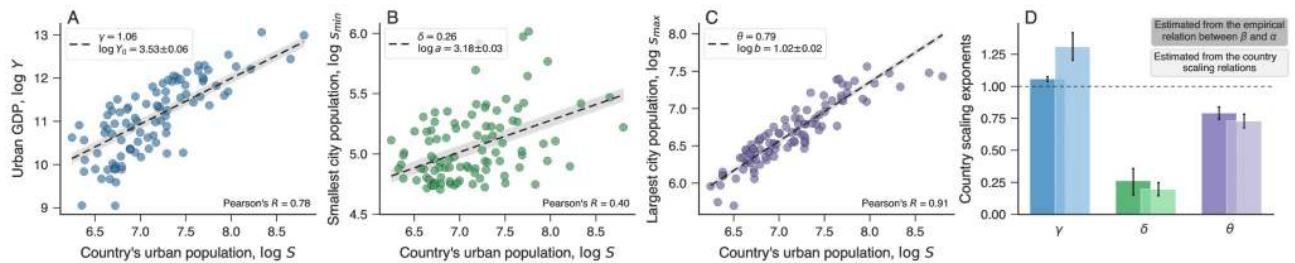 A
γ = 1.06
log Y₀ = 3.53±0.06
Urban GDP, log Y
13
12
11
10
9
6.5 7.0 7.5 8.0 8.5
Pearson's R = 0.78
Country's urban population, log S
B
δ = 0.26
log a = 3.18±0.03
Smallest city population, log s_min
6.0
5.5
5.0
4.5
6.5 7.0 7.5 8.0 8.5
Pearson's R = 0.40
Country's urban population, log S
C
θ = 0.79
log b = 1.02±0.02
Largest city population, log s_max
8.0
7.5
7.0
6.5
6.0
6.5 7.0 7.5 8.0 8.5
Pearson's R = 0.91
Country's urban population, log S
D
Estimated from the empirical
relation between β and α
Estimated from the country
scaling relations
Country scaling exponents
1.25
1.00
0.75
0.50
0.25
0.00
γ δ θ